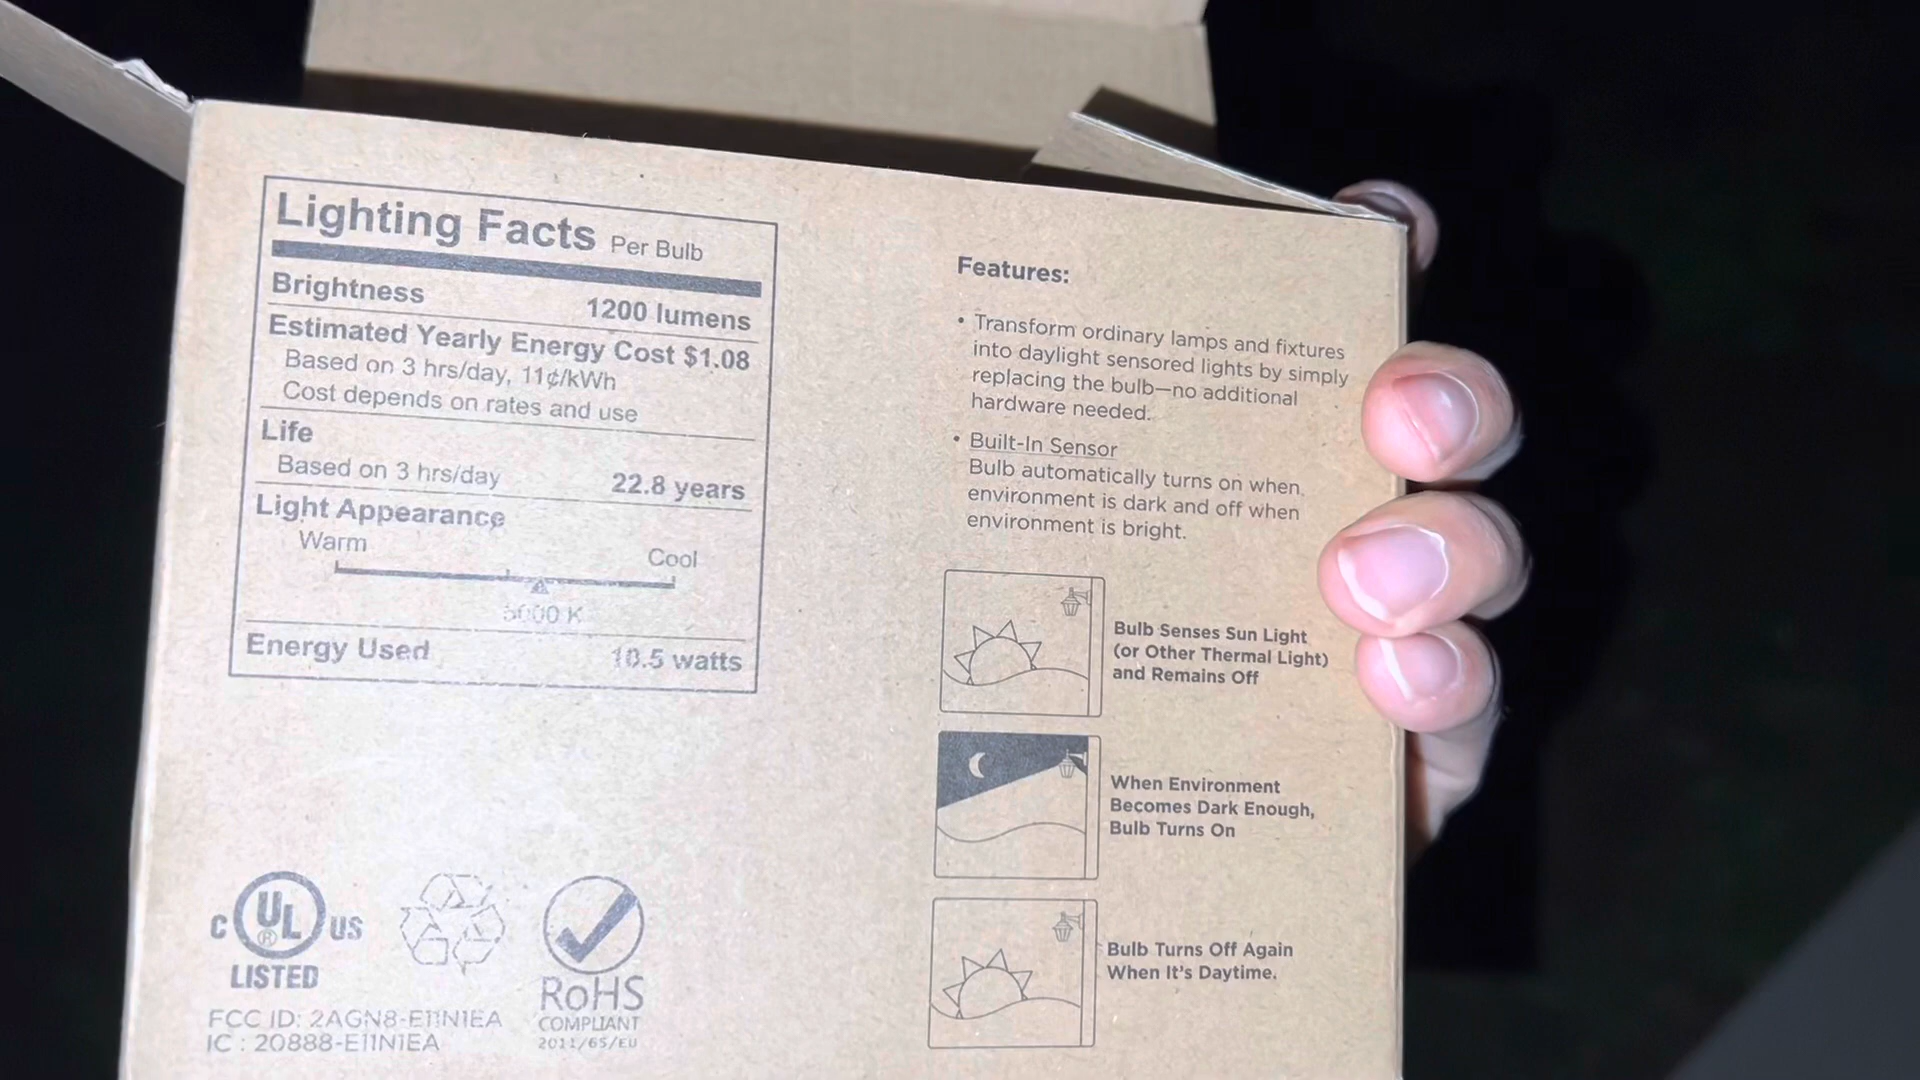 Lighting Facts Per Bulb
Brightness 1200 lumens
Estimated Yearly Energy Cost $1.08
Based on 3 hrs/day, 11¢/kWh
Cost depends on rates and use
Life
Based on 3 hrs/day 22.8 years
Light Appearance
Warm Cool
5000 K
Energy Used 10.5 watts
C UL® US
LISTED
RoHS
COMPLIANT
2011/65/EU
FCC ID: 2AGN8-E11N1EA
IC : 20888-E11N1EA
Features:
• Transform ordinary lamps and fixtures
into daylight sensored lights by simply
replacing the bulb—no additional
hardware needed.
• Built-In Sensor
Bulb automatically turns on when
environment is dark and off when
environment is bright.
Bulb Senses Sun Light
(or Other Thermal Light)
and Remains Off
When Environment
Becomes Dark Enough,
Bulb Turns On
Bulb Turns Off Again
When It's Daytime.